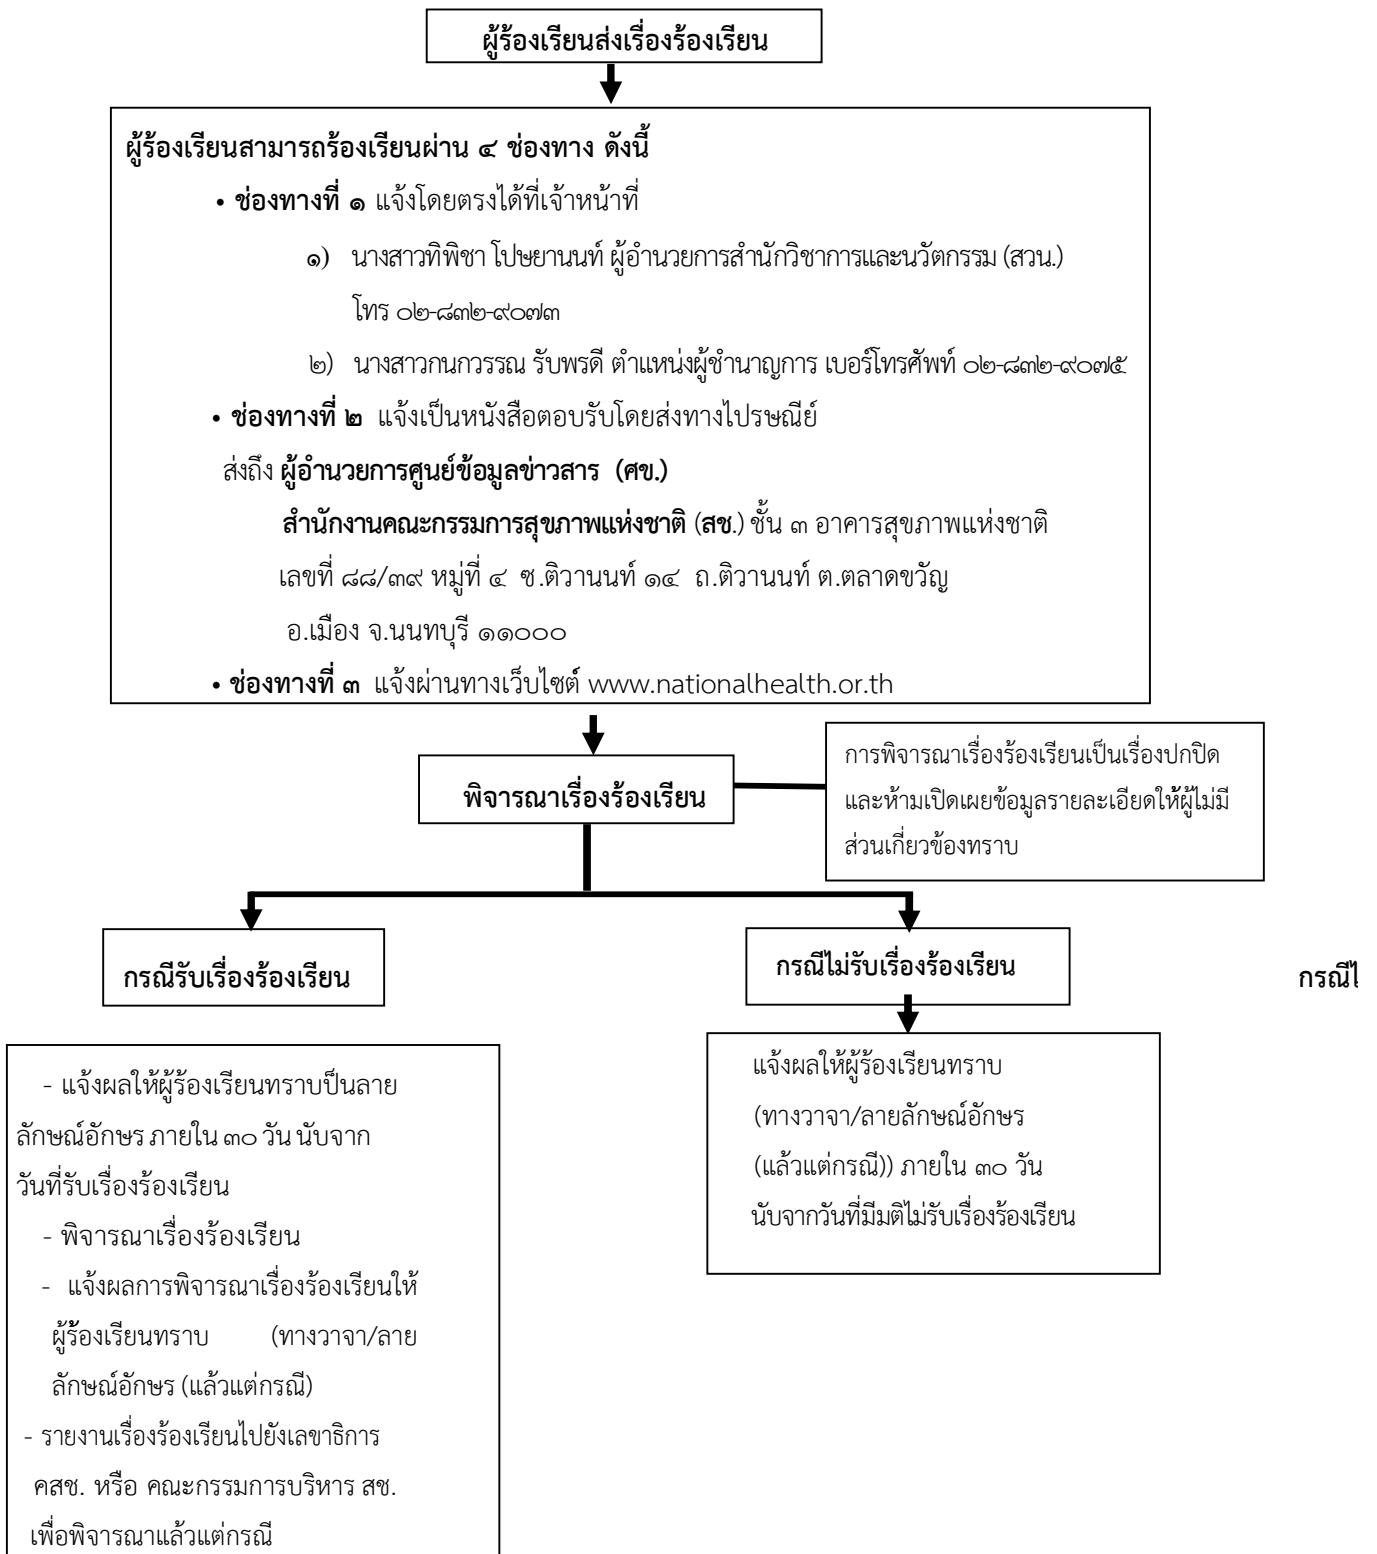 ผู้ร้องเรียนส่งเรื่องร้องเรียน
ผู้ร้องเรียนสามารถร้องเรียนผ่าน ๔ ช่องทาง ดังนี้
• ช่องทางที่ ๑ แจ้งโดยตรงได้ที่เจ้าหน้าที่
๑) นางสาวทิพิชา โปษยานนท์ ผู้อำนวยการสำนักวิชาการและนวัตกรรม (สวน.)
โทร ๐๒-๘๓๒-๙๐๗๓
๒) นางสาวกนกวรรณ รับพรดี ตำแหน่งผู้ชำนาญการ เบอร์โทรศัพท์ ๐๒-๘๓๒-๙๐๗๕
• ช่องทางที่ ๒ แจ้งเป็นหนังสือตอบรับโดยส่งทางไปรษณีย์
ส่งถึง ผู้อำนวยการศูนย์ข้อมูลข่าวสาร (ศข.)
สำนักงานคณะกรรมการสุขภาพแห่งชาติ (สช.) ชั้น ๓ อาคารสุขภาพแห่งชาติ
เลขที่ ๘๘/๓๙ หมู่ที่ ๔ ซ.ติวานนท์ ๑๔ ถ.ติวานนท์ ต.ตลาดขวัญ
อ.เมือง จ.นนทบุรี ๑๑๐๐๐
• ช่องทางที่ ๓ แจ้งผ่านทางเว็บไซต์ www.nationalhealth.or.th
พิจารณาเรื่องร้องเรียน
การพิจารณาเรื่องร้องเรียนเป็นเรื่องปกปิด
และห้ามเปิดเผยข้อมูลรายละเอียดให้ผู้ไม่มี
ส่วนเกี่ยวข้องทราบ
กรณีรับเรื่องร้องเรียน
กรณีไม่รับเรื่องร้องเรียน
กรณีไ
- แจ้งผลให้ผู้ร้องเรียนทราบป็นลาย
ลักษณ์อักษร ภายใน ๓๐ วัน นับจาก
วันที่รับเรื่องร้องเรียน
- พิจารณาเรื่องร้องเรียน
- แจ้งผลการพิจารณาเรื่องร้องเรียนให้
ผู้ร้องเรียนทราบ (ทางวาจา/ลาย
ลักษณ์อักษร (แล้วแต่กรณี)
- รายงานเรื่องร้องเรียนไปยังเลขาธิการ
คสช. หรือ คณะกรรมการบริหาร สช.
เพื่อพิจารณาแล้วแต่กรณี
แจ้งผลให้ผู้ร้องเรียนทราบ
(ทางวาจา/ลายลักษณ์อักษร
(แล้วแต่กรณี)) ภายใน ๓๐ วัน
นับจากวันที่มีมติไม่รับเรื่องร้องเรียน